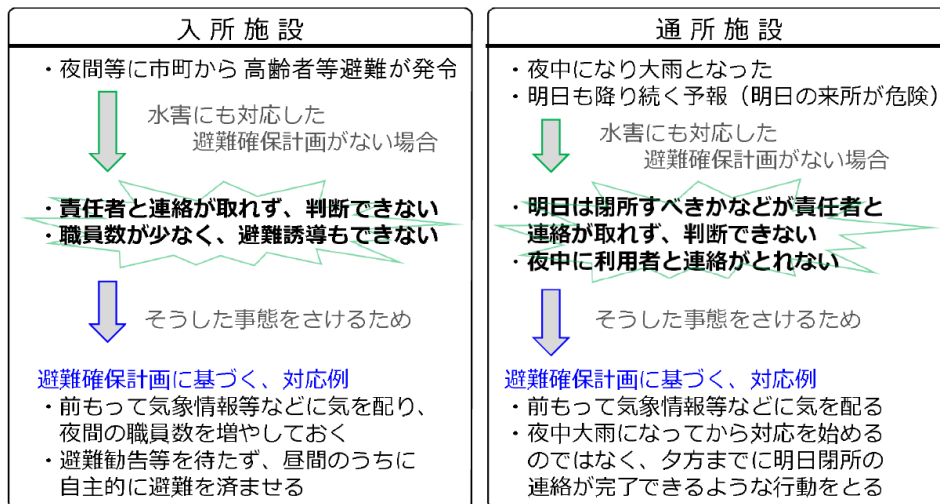 入所施設
・夜間等に市町から 高齢者等避難が発令
水害にも対応した
避難確保計画がない場合
・責任者と連絡が取れず、判断できない
・職員数が少なく、避難誘導もできない
そうした事態をさけるため
避難確保計画に基づく、対応例
・前もって気象情報等などに気を配り、
夜間の職員数を増やしておく
・避難勧告等を待たず、昼間のうちに
自主的に避難を済ませる
通所施設
・夜中になり大雨となった
・明日も降り続く予報（明日の来所が危険）
水害にも対応した
避難確保計画がない場合
・明日は閉所すべきかなどが責任者と
連絡が取れず、判断できない
・夜中に利用者と連絡がとれない
そうした事態をさけるため
避難確保計画に基づく、対応例
・前もって気象情報等などに気を配る
・夜中大雨になってから対応を始める
のではなく、夕方までに明日閉所の
連絡が完了できるような行動をとる